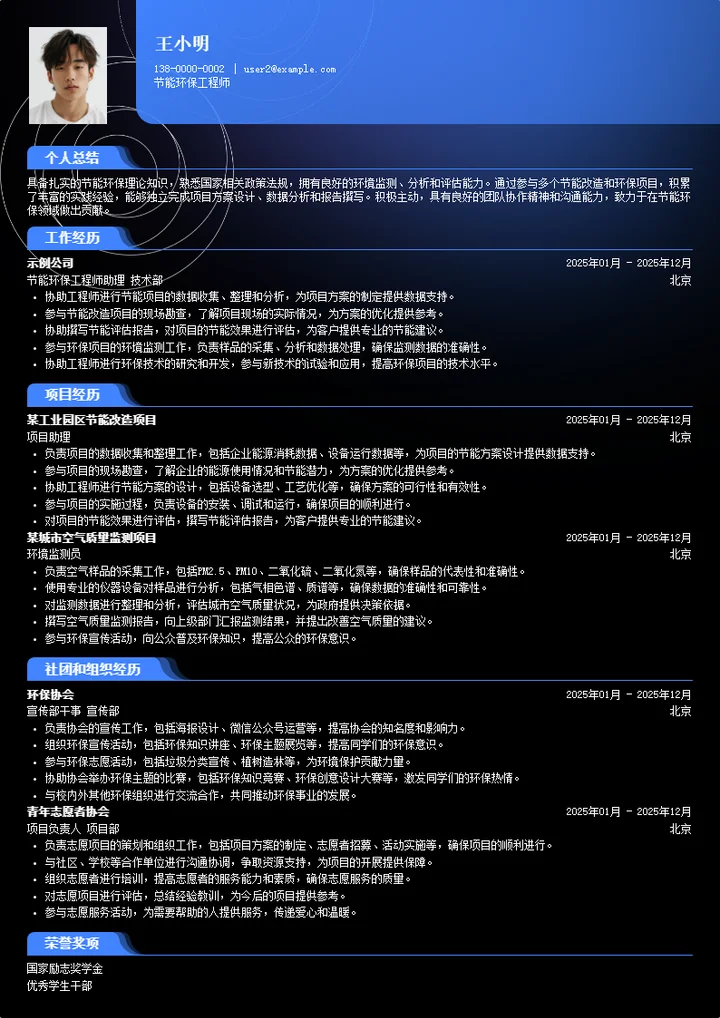 王小明
138-0000-0002 | user2@example.com
节能环保工程师
个人总结
具备扎实的节能环保理论知识，熟悉国家相关政策法规，拥有良好的环境监测、分析和评估能力。通过参与多个节能改造和环保项目，积累
了丰富的实践经验，能够独立完成项目方案设计、数据分析和报告撰写。积极主动，具有良好的团队协作精神和沟通能力，致力于在节能环
保领域做出贡献。
工作经历
示例公司 2025年01月 - 2025年12月
节能环保工程师助理 技术部 北京
• 协助工程师进行节能项目的数据收集、整理和分析，为项目方案的制定提供数据支持。
• 参与节能改造项目的现场勘查，了解项目现场的实际情况，为方案的优化提供参考。
• 协助撰写节能评估报告，对项目的节能效果进行评估，为客户提供专业的节能建议。
• 参与环保项目的环境监测工作，负责样品的采集、分析和数据处理，确保监测数据的准确性。
• 协助工程师进行环保技术的研究和开发，参与新技术的试验和应用，提高环保项目的技术水平。
项目经历
某工业园区节能改造项目 2025年01月 - 2025年12月
项目助理 北京
• 负责项目的数据收集和整理工作，包括企业能源消耗数据、设备运行数据等，为项目的节能方案设计提供数据支持。
• 参与项目的现场勘查，了解企业的能源使用情况和节能潜力，为方案的优化提供参考。
• 协助工程师进行节能方案的设计，包括设备选型、工艺优化等，确保方案的可行性和有效性。
• 参与项目的实施过程，负责设备的安装、调试和运行，确保项目的顺利进行。
• 对项目的节能效果进行评估，撰写节能评估报告，为客户提供专业的节能建议。
某城市空气质量监测项目 2025年01月 - 2025年12月
环境监测员 北京
• 负责空气样品的采集工作，包括PM2.5、PM10、二氧化硫、二氧化氮等，确保样品的代表性和准确性。
• 使用专业的仪器设备对样品进行分析，包括气相色谱、质谱等，确保数据的准确性和可靠性。
• 对监测数据进行整理和分析，评估城市空气质量状况，为政府提供决策依据。
• 撰写空气质量监测报告，向上级部门汇报监测结果，并提出改善空气质量的建议。
• 参与环保宣传活动，向公众普及环保知识，提高公众的环保意识。
社团和组织经历
环保协会 2025年01月 - 2025年12月
宣传部干事 宣传部 北京
• 负责协会的宣传工作，包括海报设计、微信公众号运营等，提高协会的知名度和影响力。
• 组织环保宣传活动，包括环保知识讲座、环保主题展览等，提高同学们的环保意识。
• 参与环保志愿活动，包括垃圾分类宣传、植树造林等，为环境保护贡献力量。
• 协助协会举办环保主题的比赛，包括环保知识竞赛、环保创意设计大赛等，激发同学们的环保热情。
• 与校内外其他环保组织进行交流合作，共同推动环保事业的发展。
青年志愿者协会 2025年01月 - 2025年12月
项目负责人 项目部 北京
• 负责志愿项目的策划和组织工作，包括项目方案的制定、志愿者招募、活动实施等，确保项目的顺利进行。
• 与社区、学校等合作单位进行沟通协调，争取资源支持，为项目的开展提供保障。
• 组织志愿者进行培训，提高志愿者的服务能力和素质，确保志愿服务的质量。
• 对志愿项目进行评估，总结经验教训，为今后的项目提供参考。
• 参与志愿服务活动，为需要帮助的人提供服务，传递爱心和温暖。
荣誉奖项
国家励志奖学金
优秀学生干部